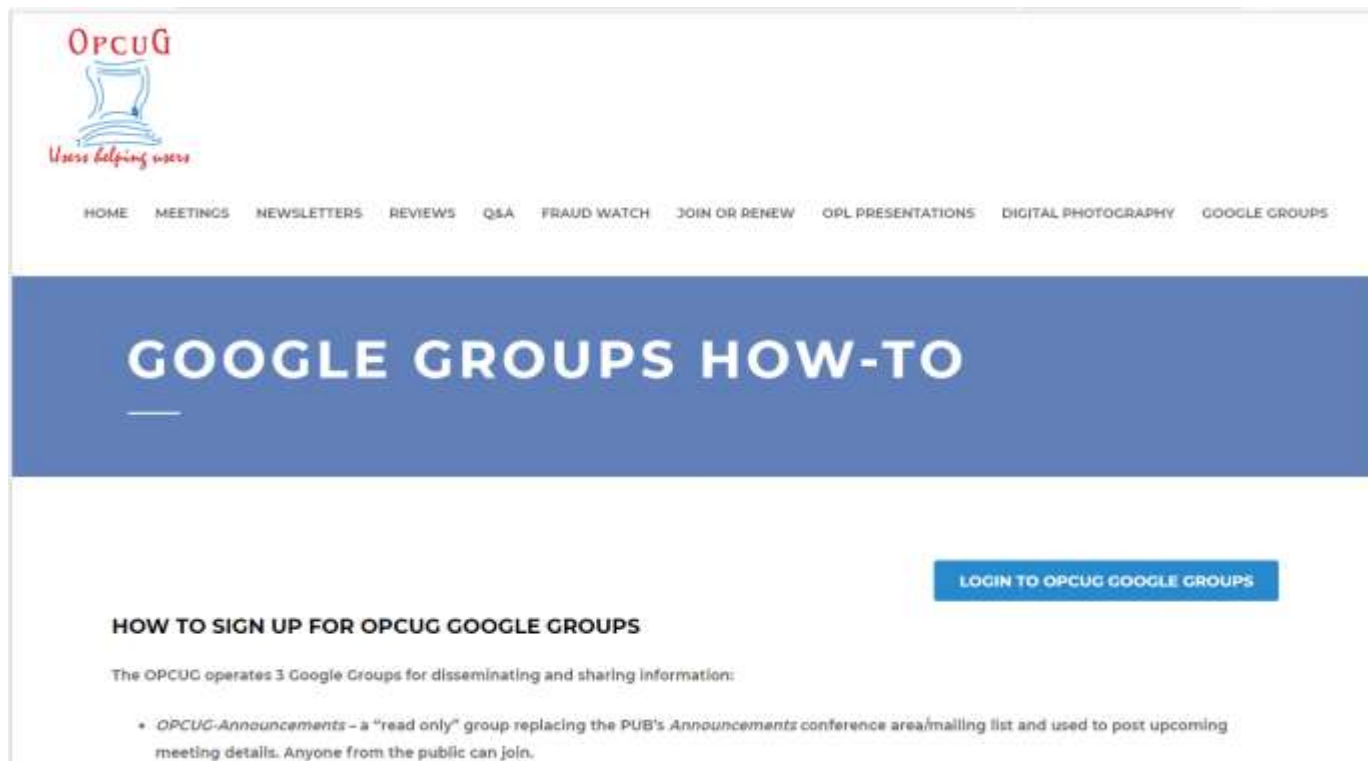 OPCUG
Users helping users
HOME MEETINGS NEWSLETTERS REVIEWS Q&A FRAUD WATCH JOIN OR RENEW OPL PRESENTATIONS DIGITAL PHOTOGRAPHY GOOGLE GROUPS
GOOGLE GROUPS HOW-TO
LOGIN TO OPCUG GOOGLE GROUPS
HOW TO SIGN UP FOR OPCUG GOOGLE GROUPS
The OPCUG operates 3 Google Groups for disseminating and sharing information:
• OPCUG-Announcements – a “read only” group replacing the PUB’s Announcements conference area/mailing list and used to post upcoming
meeting details. Anyone from the public can join.